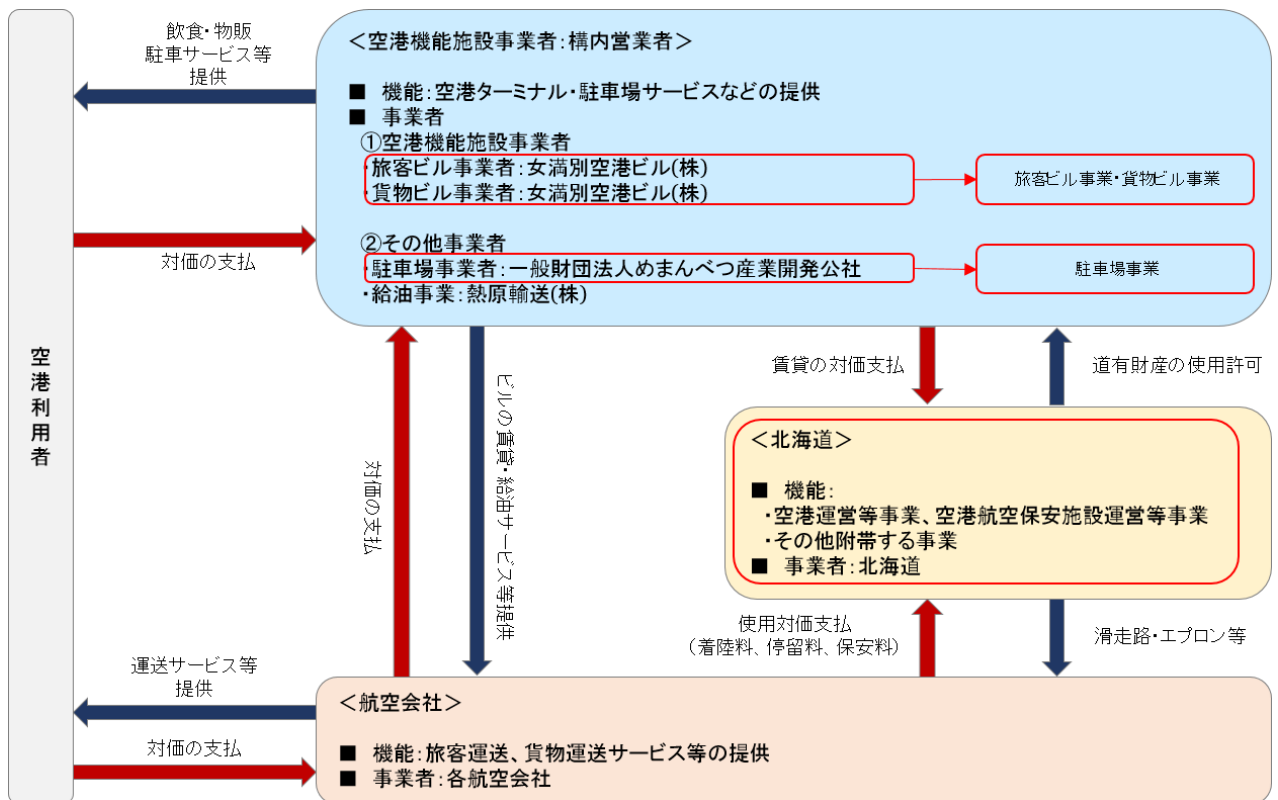 飲食・物販
駐車サービス等
提供
対価の支払
空港利用者
＜空港機能施設事業者：構内営業者＞
■ 機能：空港ターミナル・駐車場サービスなどの提供
■ 事業者
①空港機能施設事業者
・旅客ビル事業者：女満別空港ビル(株)
・貨物ビル事業者：女満別空港ビル(株)
旅客ビル事業・貨物ビル事業
②その他事業者
・駐車場事業者：一般財団法人めまんべつ産業開発公社
・給油事業：熱原輸送(株)
駐車場事業
対価の支払
ビルの賃貸・給油サービス等提供
賃貸の対価支払
道有財産の使用許可
＜北海道＞
■ 機能：
・空港運営等事業、空港航空保安施設運営等事業
・その他附帯する事業
■ 事業者：北海道
使用対価支払
（着陸料、停留料、保安料）
滑走路・エプロン等
運送サービス等
提供
対価の支払
＜航空会社＞
■ 機能：旅客運送、貨物運送サービス等の提供
■ 事業者：各航空会社